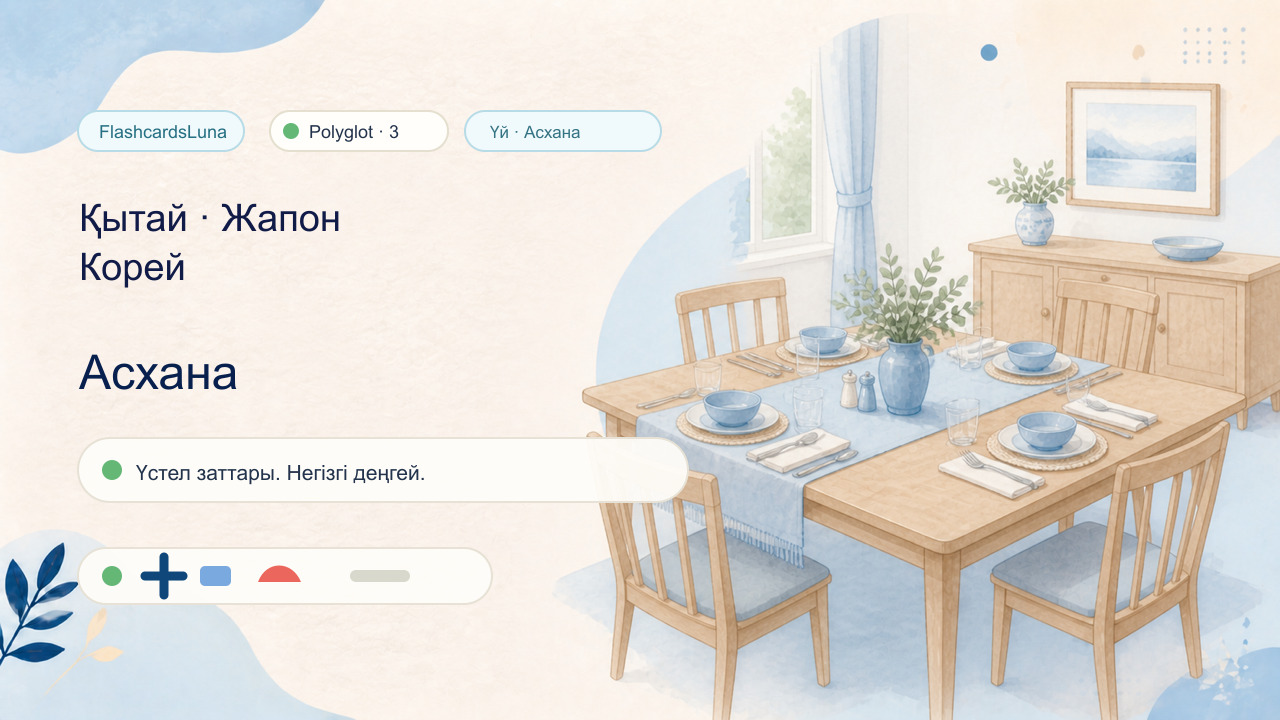 FlashcardsLuna
Polyglot · 3
Үй · Асхана
Қытай · Жапон
Корей
Асхана
Үстел заттары. Негізгі деңгей.